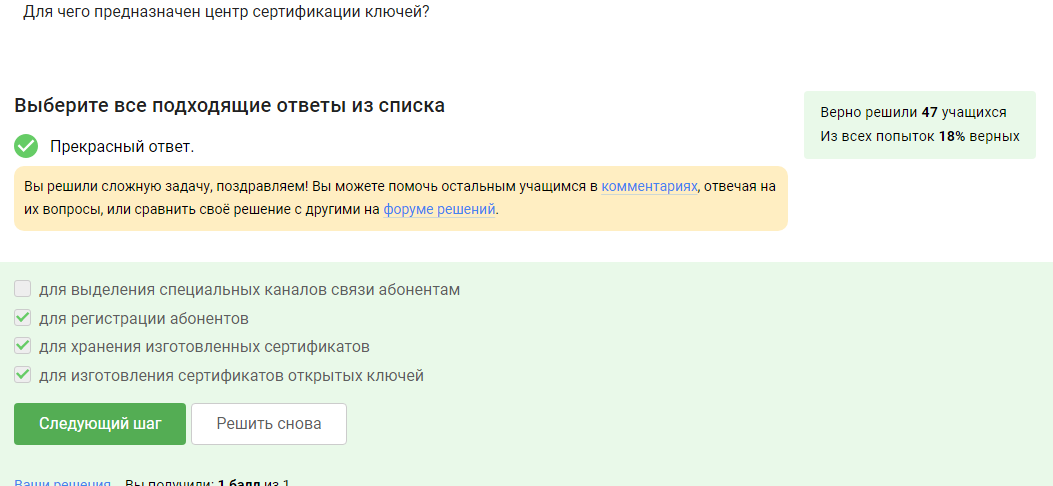 Для чего предназначен центр сертификации ключей?
Выберите все подходящие ответы из списка
Верно решили 47 учащихся
Из всех попыток 18% верных
Прекрасный ответ.
Вы решили сложную задачу, поздравляем! Вы можете помочь остальным учащимся в комментариях, отвечая на
их вопросы, или сравнить своё решение с другими на форуме решений.
для выделения специальных каналов связи абонентам
для регистрации абонентов
для хранения изготовленных сертификатов
для изготовления сертификатов открытых ключей
Следующий шаг
Решить снова
Ваши решения Вы получили: 1 балл из 1